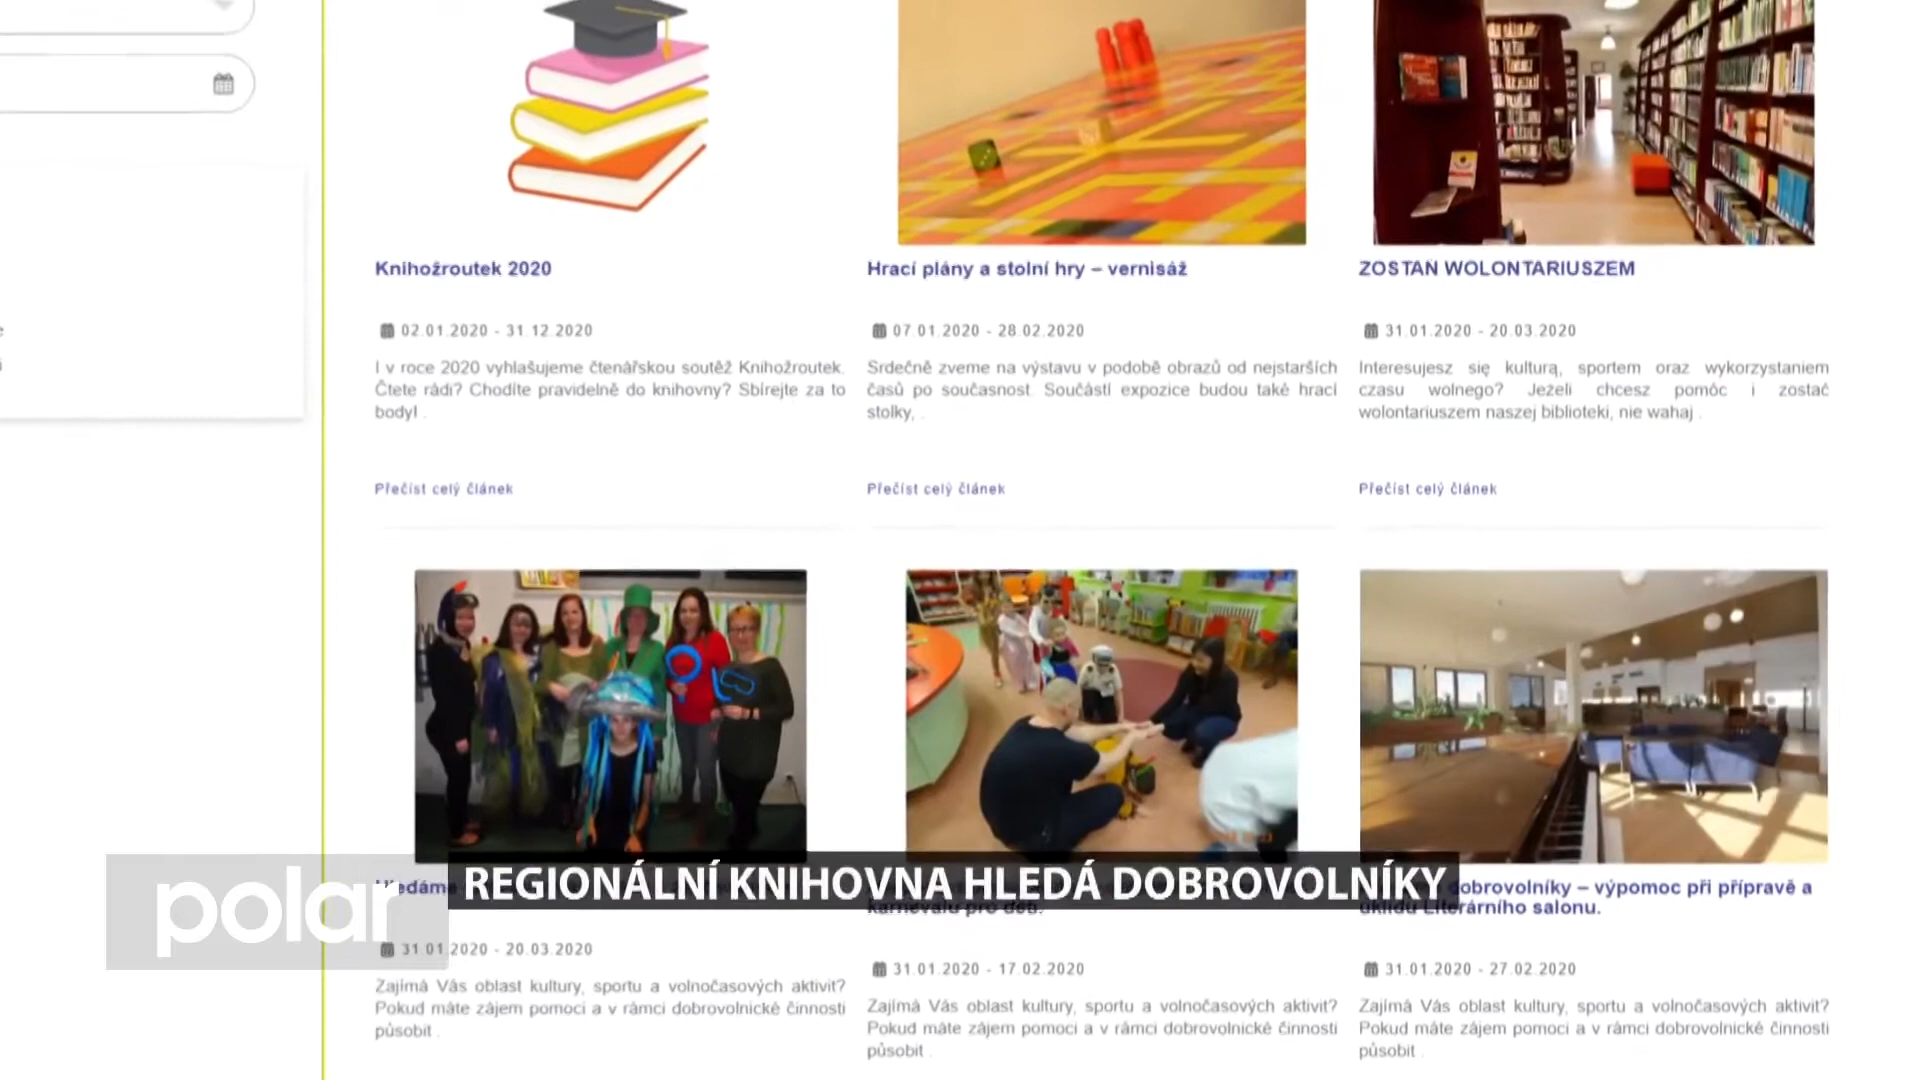 Knihožroutek 2020
02.01.2020 - 31.12.2020
I v roce 2020 vyhlašujeme čtenářskou soutěž Knihožroutek.
Čtete rádi? Chodíte pravidelně do knihovny? Sbírejte za to
body! .
Přečíst celý článek
Hrací plány a stolní hry – vernisáž
07.01.2020 - 28.02.2020
Srdečně zveme na výstavu v podobě obrazů od nejstarších
časů po současnost. Součástí expozice budou také hrací
stolky, .
Přečíst celý článek
ZOSTAŃ WOLONTARIUSZEM
31.01.2020 - 20.03.2020
Interesujesz się kulturą, sportem oraz wykorzystaniem
czasu wolnego? Jeżeli chcesz pomóc i zostać
wolontariuszem naszej biblioteki, nie wahaj .
Přečíst celý článek
polar
REGIONÁLNÍ KNIHOVNA HLEDÁ DOBROVOLNÍKY
Hledáme
31.01.2020 - 20.03.2020
Zajímá Vás oblast kultury, sportu a volnočasových aktivit?
Pokud máte zájem pomoci a v rámci dobrovolnické činnosti
působit .
karnevalu pro děti.
31.01.2020 - 17.02.2020
Zajímá Vás oblast kultury, sportu a volnočasových aktivit?
Pokud máte zájem pomoci a v rámci dobrovolnické činnosti
působit .
dobrovolníky – výpomoc při přípravě a
úklidu Literárního salonu.
31.01.2020 - 27.02.2020
Zajímá Vás oblast kultury, sportu a volnočasových aktivit?
Pokud máte zájem pomoci a v rámci dobrovolnické činnosti
působit .